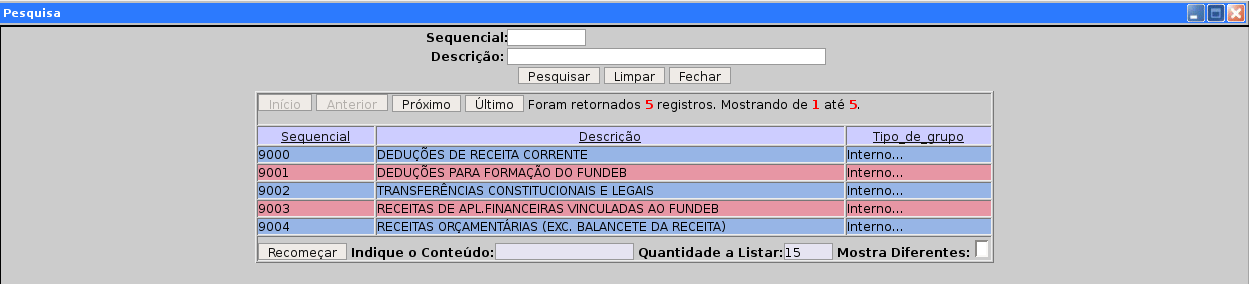 Pesquisa
Sequencial:
Descrição:
Pesquisar Limpar Fechar
Início Anterior Próximo Último Foram retornados 5 registros. Mostrando de 1 até 5.
Sequencial Descrição Tipo_de_grupo
9000 DEDUÇÕES DE RECEITA CORRENTE Interno...
9001 DEDUÇÕES PARA FORMAÇÃO DO FUNDEB Interno...
9002 TRANSFERÊNCIAS CONSTITUCIONAIS E LEGAIS Interno...
9003 RECEITAS DE APL.FINANCEIRAS VINCULADAS AO FUNDEB Interno...
9004 RECEITAS ORÇAMENTÁRIAS (EXC. BALANCETE DA RECEITA) Interno...
Recomeçar Indique o Conteúdo: Quantidade a Listar: 15 Mostra Diferentes: